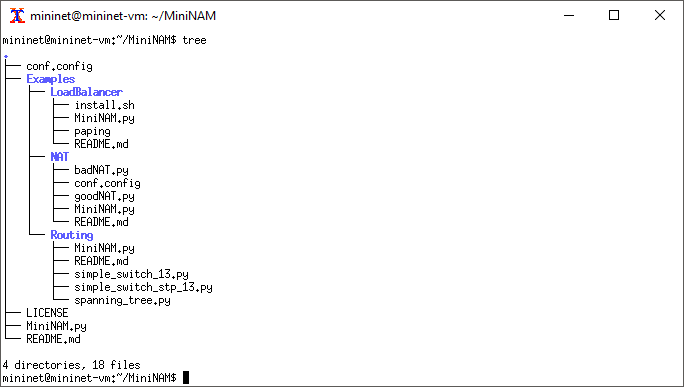 mininet@mininet-vm: ~/MiniNAM
mininet@mininet-vm:~/MiniNAM$ tree
.
├── conf.config
├── Examples
│   ├── LoadBalancer
│   │   ├── install.sh
│   │   ├── MiniNAM.py
│   │   ├── paping
│   │   └── README.md
│   ├── NAT
│   │   ├── badNAT.py
│   │   ├── conf.config
│   │   ├── goodNAT.py
│   │   ├── MiniNAM.py
│   │   └── README.md
│   └── Routing
│       ├── MiniNAM.py
│       ├── README.md
│       ├── simple_switch_13.py
│       ├── simple_switch_stp_13.py
│       └── spanning_tree.py
├── LICENSE
├── MiniNAM.py
└── README.md
4 directories, 18 files
mininet@mininet-vm:~/MiniNAM$